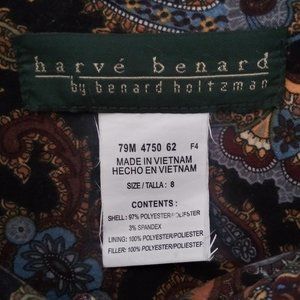 harvé benard
by benard holtzman
79M 4750 62 F4
MADE IN VIETNAM
HECHO EN VIETNAM
SIZE/TALLA: 8
CONTENTS:
SHELL: 97% POLYESTER/POLIESTER
3% SPANDEX
LINING: 100% POLYESTER/POLIESTER
FILLER: 100% POLYESTER/POLIESTER